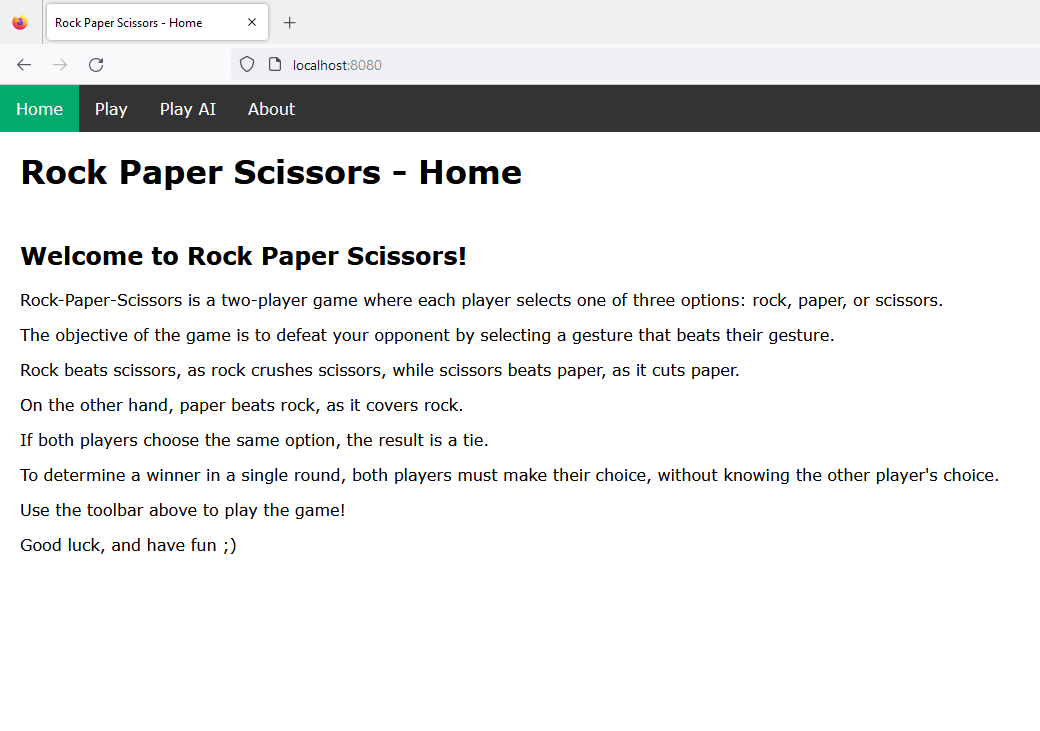 Rock Paper Scissors - Home
localhost:8080
Home Play Play AI About
Rock Paper Scissors - Home
Welcome to Rock Paper Scissors!
Rock-Paper-Scissors is a two-player game where each player selects one of three options: rock, paper, or scissors.
The objective of the game is to defeat your opponent by selecting a gesture that beats their gesture.
Rock beats scissors, as rock crushes scissors, while scissors beats paper, as it cuts paper.
On the other hand, paper beats rock, as it covers rock.
If both players choose the same option, the result is a tie.
To determine a winner in a single round, both players must make their choice, without knowing the other player's choice.
Use the toolbar above to play the game!
Good luck, and have fun ;)